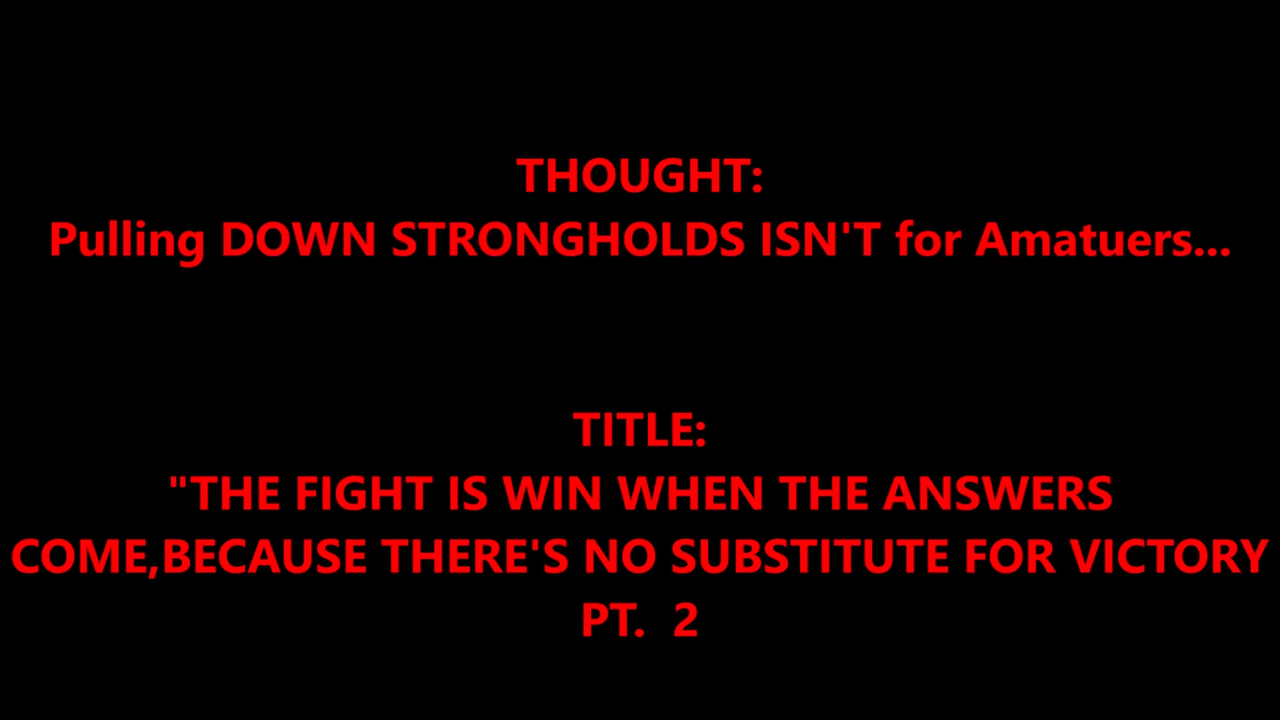 THOUGHT:
Pulling DOWN STRONGHOLDS ISN'T for Amatuers...
TITLE:
"THE FIGHT IS WIN WHEN THE ANSWERS
COME,BECAUSE THERE'S NO SUBSTITUTE FOR VICTORY
PT.  2